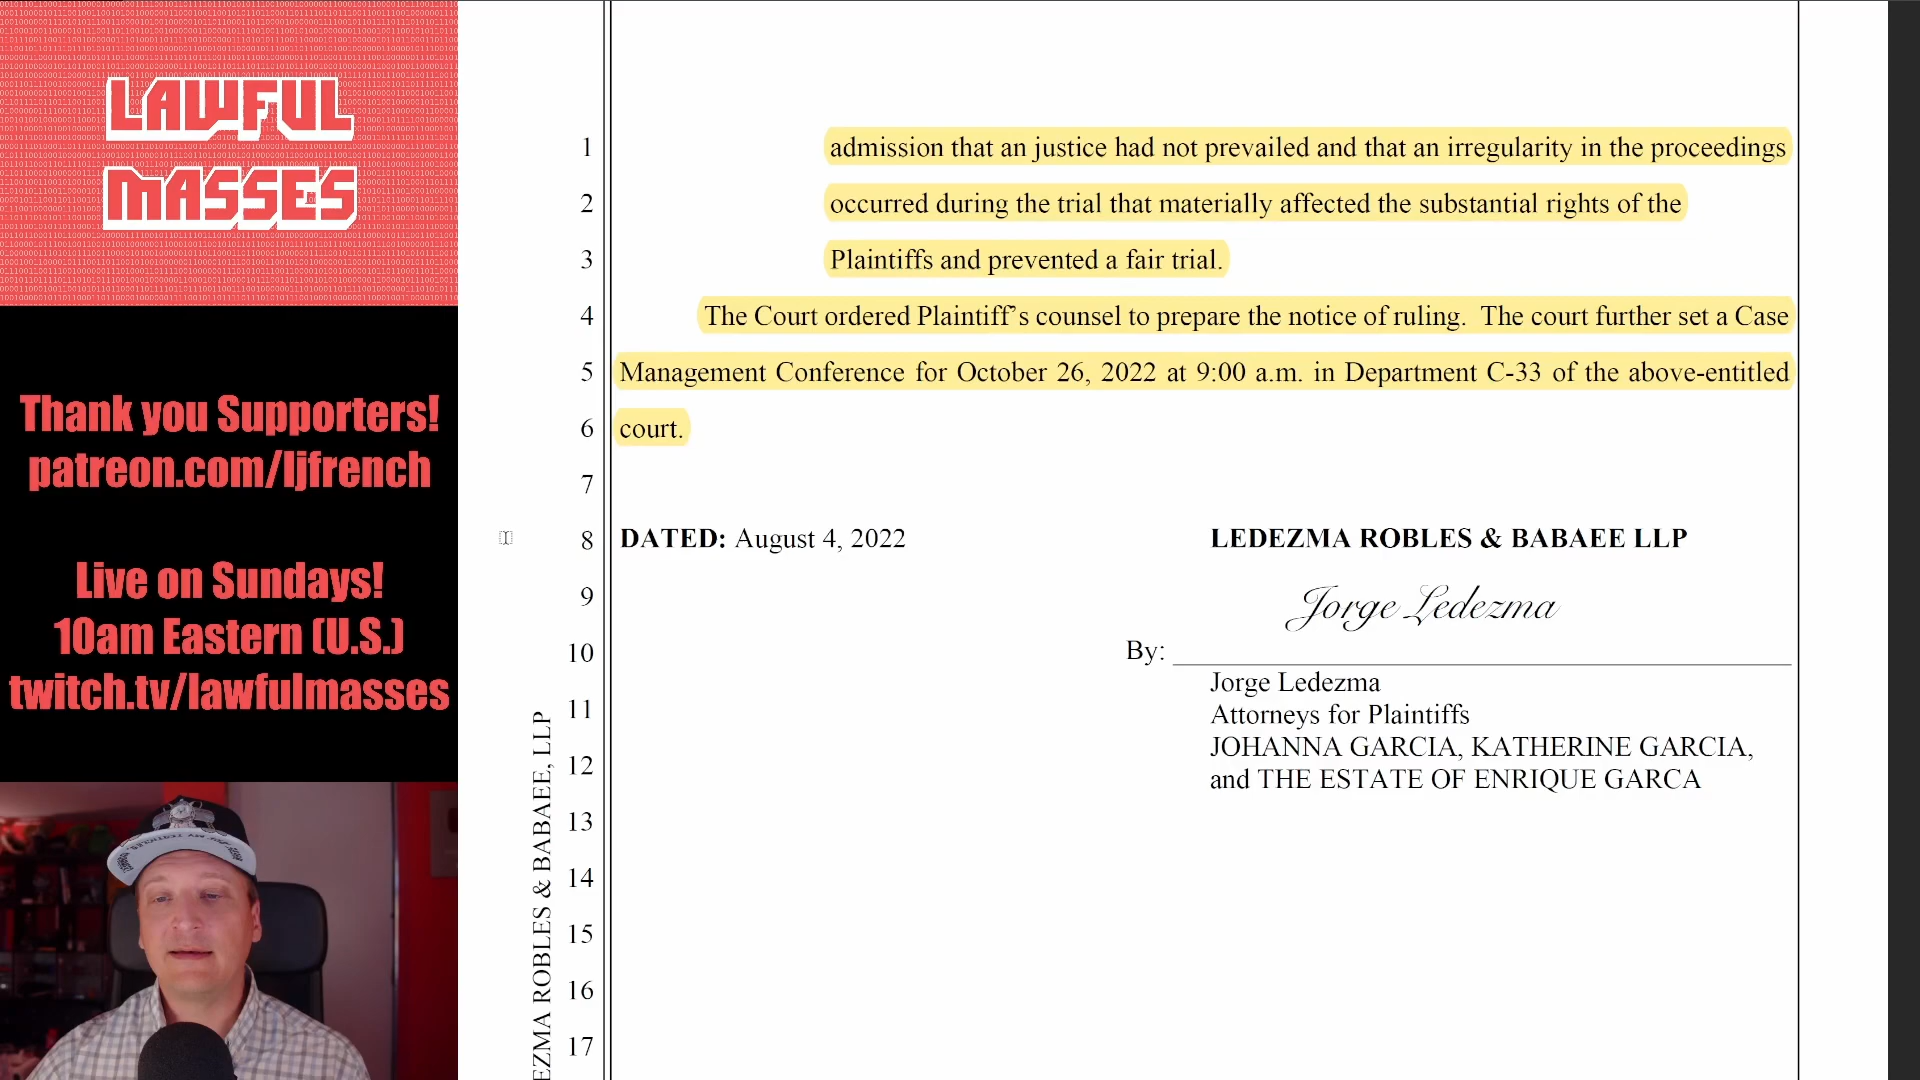 LAWFUL
MASSES
Thank you Supporters!
patreon.com/ljfrench
Live on Sundays!
10am Eastern (U.S.)
twitch.tv/lawfulmasses
1 admission that an justice had not prevailed and that an irregularity in the proceedings
2 occurred during the trial that materially affected the substantial rights of the
3 Plaintiffs and prevented a fair trial.
4 The Court ordered Plaintiff's counsel to prepare the notice of ruling. The court further set a Case
5 Management Conference for October 26, 2022 at 9:00 a.m. in Department C-33 of the above-entitled
6 court.
7
8 DATED: August 4, 2022 LEDEZMA ROBLES & BABAEE LLP
9 Jorge Ledezma
10 By:
Jorge Ledezma
11 Attorneys for Plaintiffs
12 JOHANNA GARCIA, KATHERINE GARCIA,
and THE ESTATE OF ENRIQUE GARCA
13
14
15
16
17
EZMA ROBLES & BABAEE, LLP